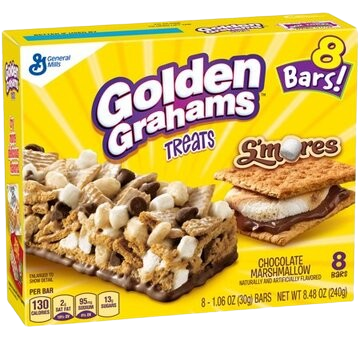 General
Mills
Golden
Grahams
TREATS
8
Bars!
S'mores
CHOCOLATE
MARSHMALLOW
NATURALLY AND ARTIFICIALLY FLAVORED
8
BARS
ENLARGED TO
SHOW DETAIL
PER BAR
130
CALORIES
2g
SAT FAT
95mg
SODIUM
13g
SUGARS
8 - 1.06 OZ (30g) BARS
NET WT 8.48 OZ (240g)